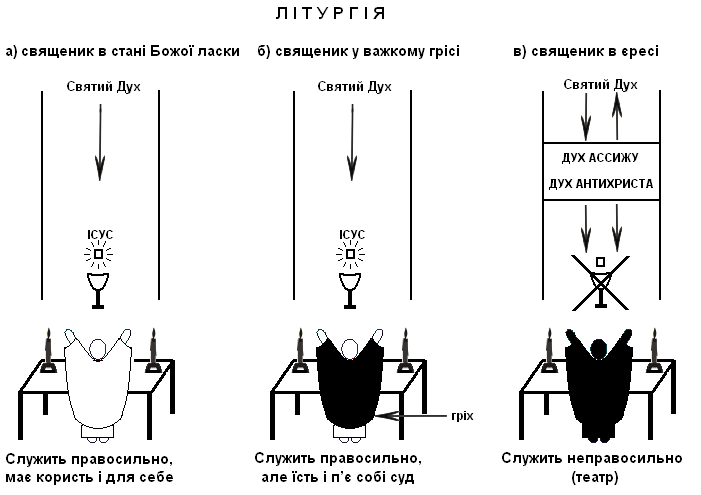 ЛІТУРГІЯ
а) священик в стані Божої ласки
Святий Дух
ІСУС
Служить правосильно,
має користь і для себе
б) священик у важкому грісі
Святий Дух
ІСУС
гріх
Служить правосильно,
але їсть і п'є собі суд
в) священик в єресі
Святий Дух
ДУХ АССИЖУ
ДУХ АНТИХРИСТА
Служить неправосильно
(театр)